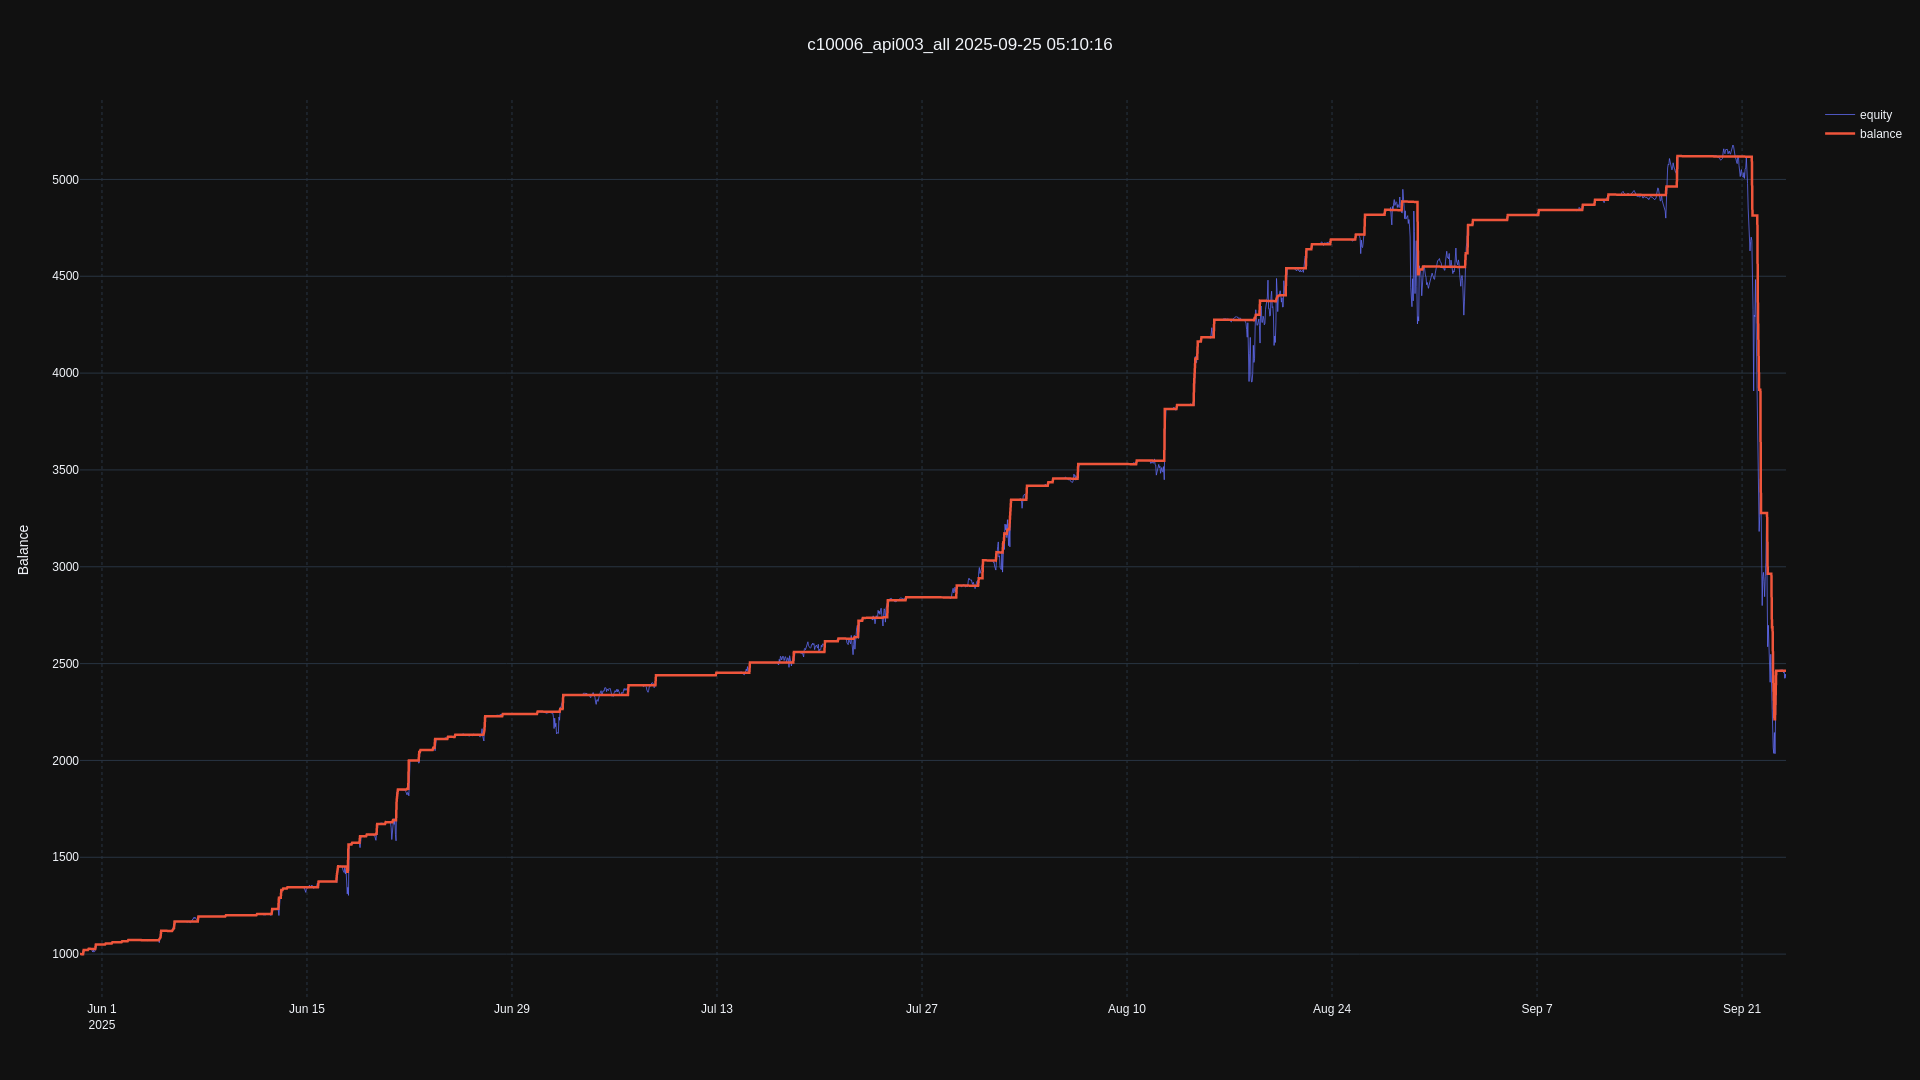 c10006_api003_all 2025-09-25 05:10:16
equity
balance
Balance
5000
4500
4000
3500
3000
2500
2000
1500
1000
Jun 1
2025
Jun 15
Jun 29
Jul 13
Jul 27
Aug 10
Aug 24
Sep 7
Sep 21